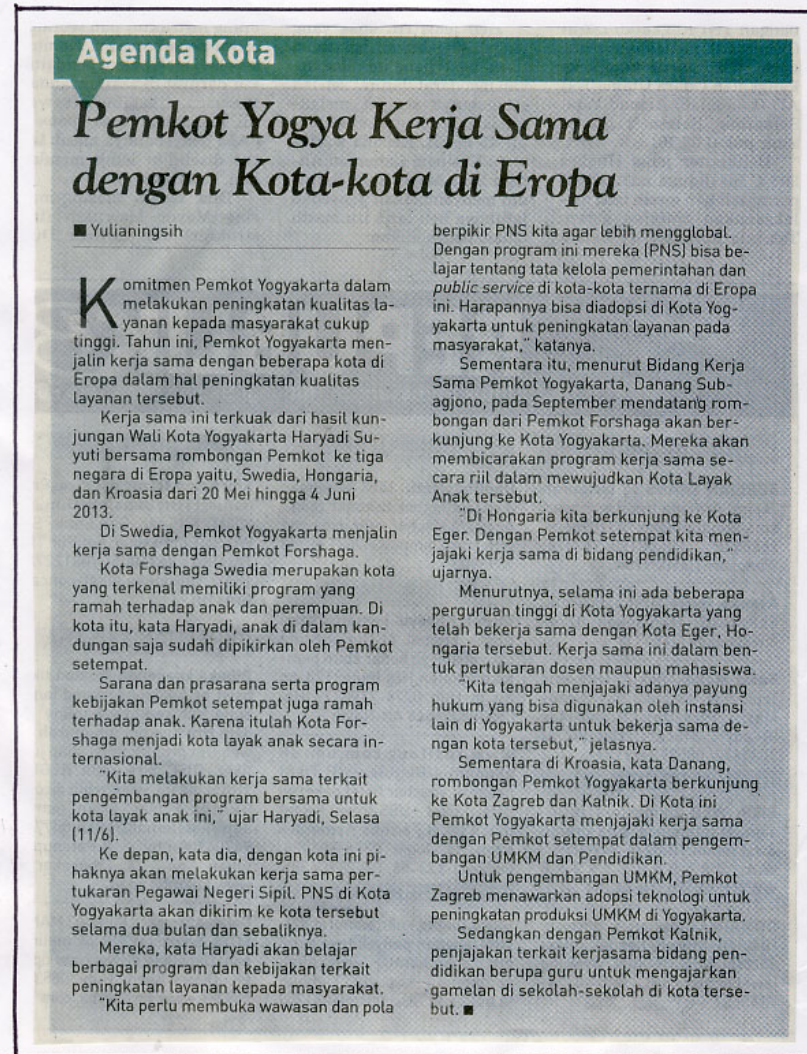 Agenda Kota
Pemkot Yogya Kerja Sama
dengan Kota-kota di Eropa
■ Yulianingsih
Komitmen Pemkot Yogyakarta dalam
melakukan peningkatan kualitas la-
yanan kepada masyarakat cukup
tinggi. Tahun ini, Pemkot Yogyakarta men-
jalin kerja sama dengan beberapa kota di
Eropa dalam hal peningkatan kualitas
layanan tersebut.
Kerja sama ini terkuak dari hasil kun-
jungan Wali Kota Yogyakarta Haryadi Su-
yuti bersama rombongan Pemkot ke tiga
negara di Eropa yaitu, Swedia, Hongaria,
dan Kroasia dari 20 Mei hingga 4 Juni
2013.
Di Swedia, Pemkot Yogyakarta menjalin
kerja sama dengan Pemkot Forshaga.
Kota Forshaga Swedia merupakan kota
yang terkenal memiliki program yang
ramah terhadap anak dan perempuan. Di
kota itu, kata Haryadi, anak di dalam kan-
dungan saja sudah dipikirkan oleh Pemkot
setempat.
Sarana dan prasarana serta program
kebijakan Pemkot setempat juga ramah
terhadap anak. Karena itulah Kota For-
shaga menjadi kota layak anak secara in-
ternasional.
"Kita melakukan kerja sama terkait
pengembangan program bersama untuk
kota layak anak ini," ujar Haryadi, Selasa
(11/6).
Ke depan, kata dia, dengan kota ini pi-
haknya akan melakukan kerja sama per-
tukaran Pegawai Negeri Sipil. PNS di Kota
Yogyakarta akan dikirim ke kota tersebut
selama dua bulan dan sebaliknya.
Mereka, kata Haryadi akan belajar
berbagai program dan kebijakan terkait
peningkatan layanan kepada masyarakat.
"Kita perlu membuka wawasan dan pola
berpikir PNS kita agar lebih mengglobal.
Dengan program ini mereka (PNS) bisa be-
lajar tentang tata kelola pemerintahan dan
public service di kota-kota ternama di Eropa
ini. Harapannya bisa diadopsi di Kota Yog-
yakarta untuk peningkatan layanan pada
masyarakat," katanya.
Sementara itu, menurut Bidang Kerja
Sama Pemkot Yogyakarta, Danang Sub-
agjono, pada September mendatang rom-
bongan dari Pemkot Forshaga akan ber-
kunjung ke Kota Yogyakarta. Mereka akan
membicarakan program kerja sama se-
cara riil dalam mewujudkan Kota Layak
Anak tersebut.
"Di Hongaria kita berkunjung ke Kota
Eger. Dengan Pemkot setempat kita men-
jajaki kerja sama di bidang pendidikan,"
ujarnya.
Menurutnya, selama ini ada beberapa
perguruan tinggi di Kota Yogyakarta yang
telah bekerja sama dengan Kota Eger, Ho-
ngaria tersebut. Kerja sama ini dalam ben-
tuk pertukaran dosen maupun mahasiswa.
"Kita tengah menjajaki adanya payung
hukum yang bisa digunakan oleh instansi
lain di Yogyakarta untuk bekerja sama de-
ngan kota tersebut," jelasnya.
Sementara di Kroasia, kata Danang,
rombongan Pemkot Yogyakarta berkunjung
ke Kota Zagreb dan Kalnik. Di Kota ini
Pemkot Yogyakarta menjajaki kerja sama
dengan Pemkot setempat dalam pengem-
bangan UMKM dan Pendidikan.
Untuk pengembangan UMKM, Pemkot
Zagreb menawarkan adopsi teknologi untuk
peningkatan produksi UMKM di Yogyakarta.
Sedangkan dengan Pemkot Kalnik,
penjajakan terkait kerjasama bidang pen-
didikan berupa guru untuk mengajarkan
gamelan di sekolah-sekolah di kota terse-
but. ■